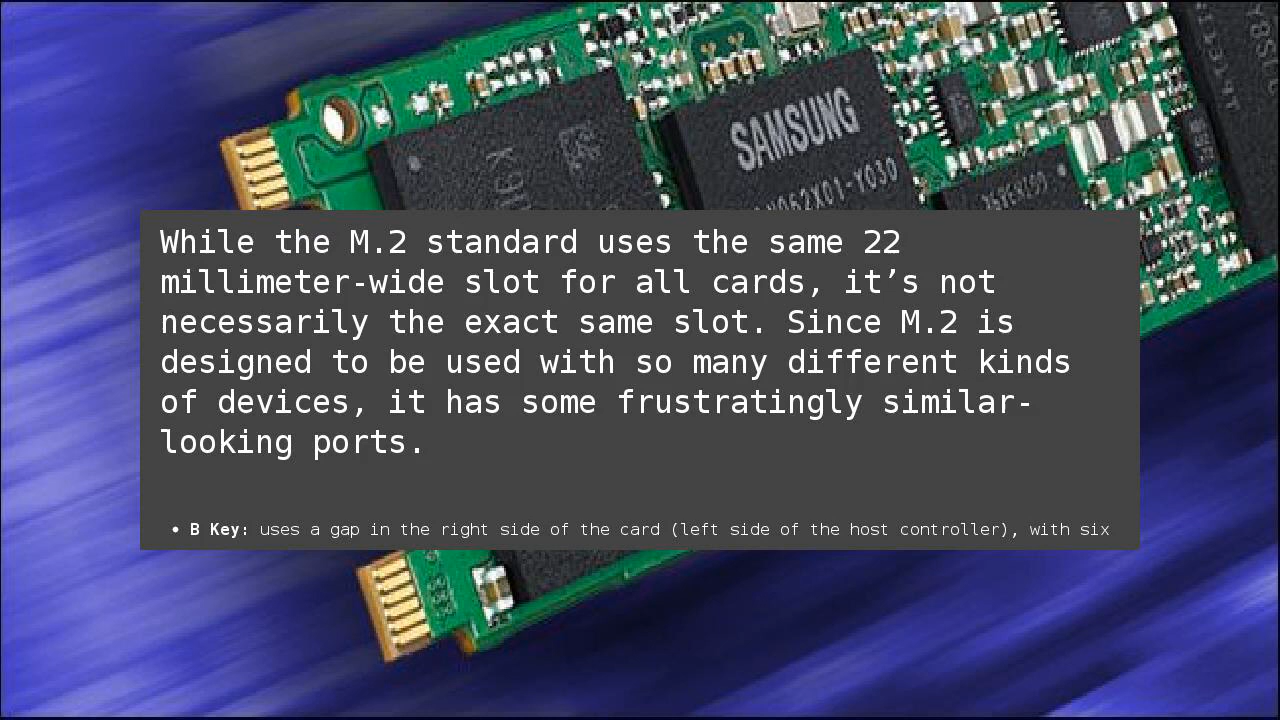 SAMSUNG
While the M.2 standard uses the same 22
millimeter-wide slot for all cards, it’s not
necessarily the exact same slot. Since M.2 is
designed to be used with so many different kinds
of devices, it has some frustratingly similar-
looking ports.
• B Key: uses a gap in the right side of the card (left side of the host controller), with six